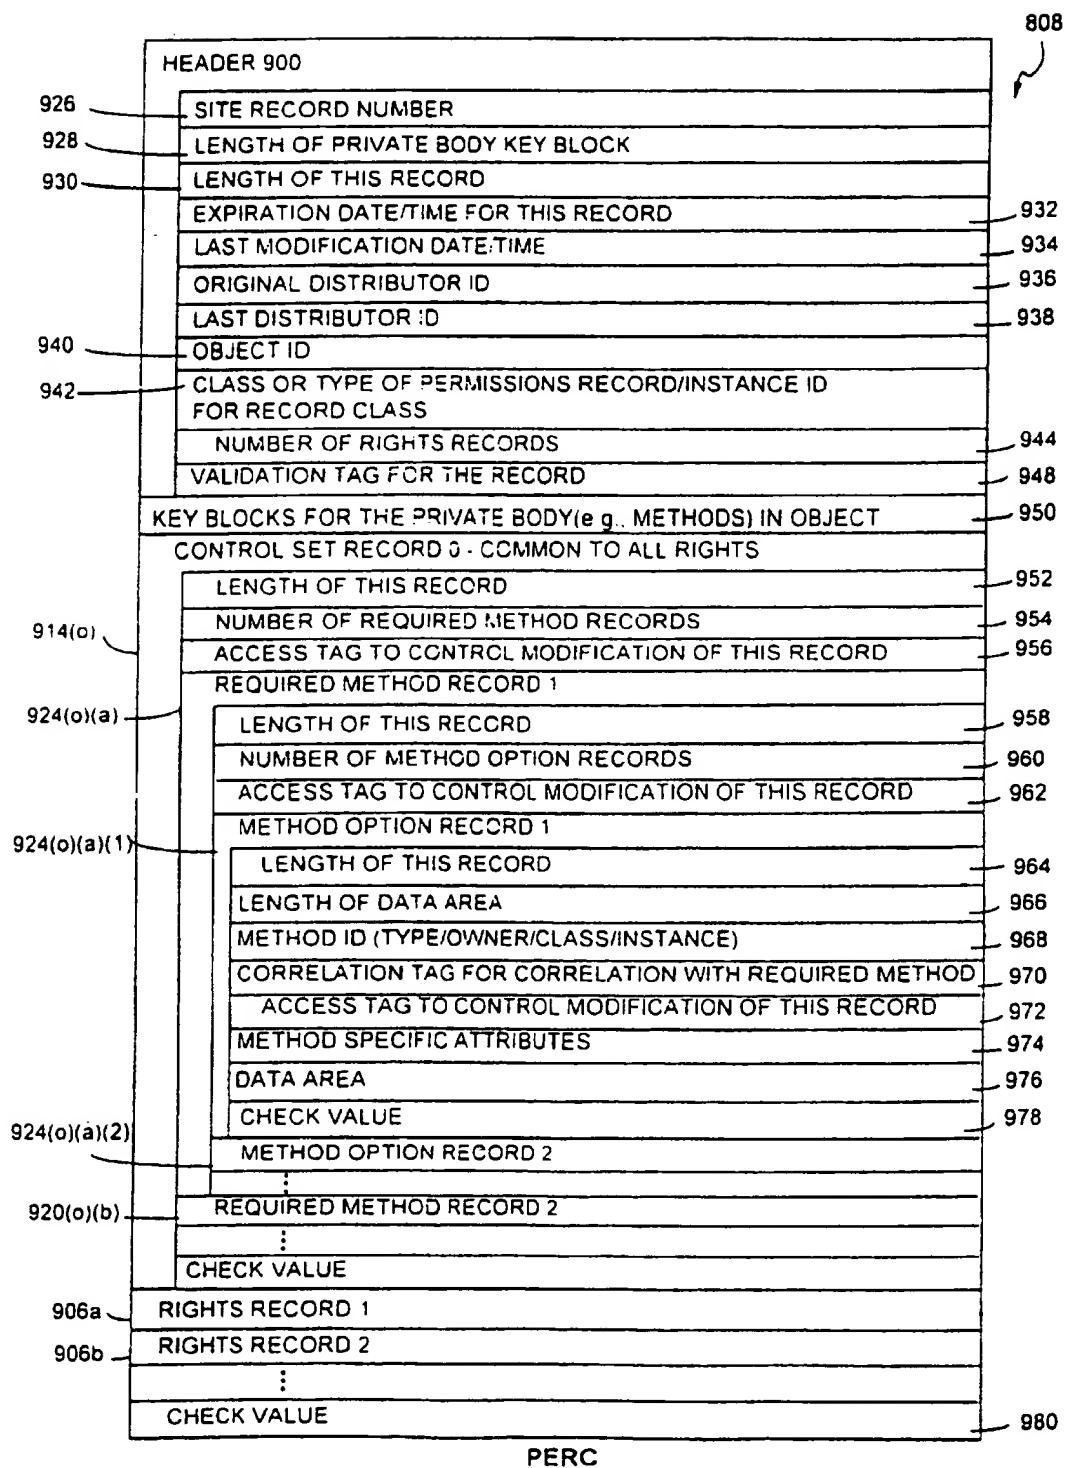 808
HEADER 900
926 SITE RECORD NUMBER
928 LENGTH OF PRIVATE BODY KEY BLOCK
930 LENGTH OF THIS RECORD
EXPIRATION DATE/TIME FOR THIS RECORD 932
LAST MODIFICATION DATE/TIME 934
ORIGINAL DISTRIBUTOR ID 936
LAST DISTRIBUTOR ID 938
940 OBJECT ID
942 CLASS OR TYPE OF PERMISSIONS RECORD/INSTANCE ID
FOR RECORD CLASS
NUMBER OF RIGHTS RECORDS 944
VALIDATION TAG FOR THE RECORD 948
KEY BLOCKS FOR THE PRIVATE BODY(e g., METHODS) IN OBJECT 950
CONTROL SET RECORD 0 - COMMON TO ALL RIGHTS
LENGTH OF THIS RECORD 952
NUMBER OF REQUIRED METHOD RECORDS 954
914(o)
ACCESS TAG TO CONTROL MODIFICATION OF THIS RECORD 956
REQUIRED METHOD RECORD 1
924(o)(a)
LENGTH OF THIS RECORD 958
NUMBER OF METHOD OPTION RECORDS 960
ACCESS TAG TO CONTROL MODIFICATION OF THIS RECORD 962
METHOD OPTION RECORD 1
924(o)(a)(1)
LENGTH OF THIS RECORD 964
LENGTH OF DATA AREA 966
METHOD ID (TYPE/OWNER/CLASS/INSTANCE) 968
CORRELATION TAG FOR CORRELATION WITH REQUIRED METHOD 970
ACCESS TAG TO CONTROL MODIFICATION OF THIS RECORD 972
METHOD SPECIFIC ATTRIBUTES 974
DATA AREA 976
CHECK VALUE 978
924(o)(a)(2)
METHOD OPTION RECORD 2
920(o)(b) REQUIRED METHOD RECORD 2
CHECK VALUE
906a RIGHTS RECORD 1
906b RIGHTS RECORD 2
CHECK VALUE 980
PERC